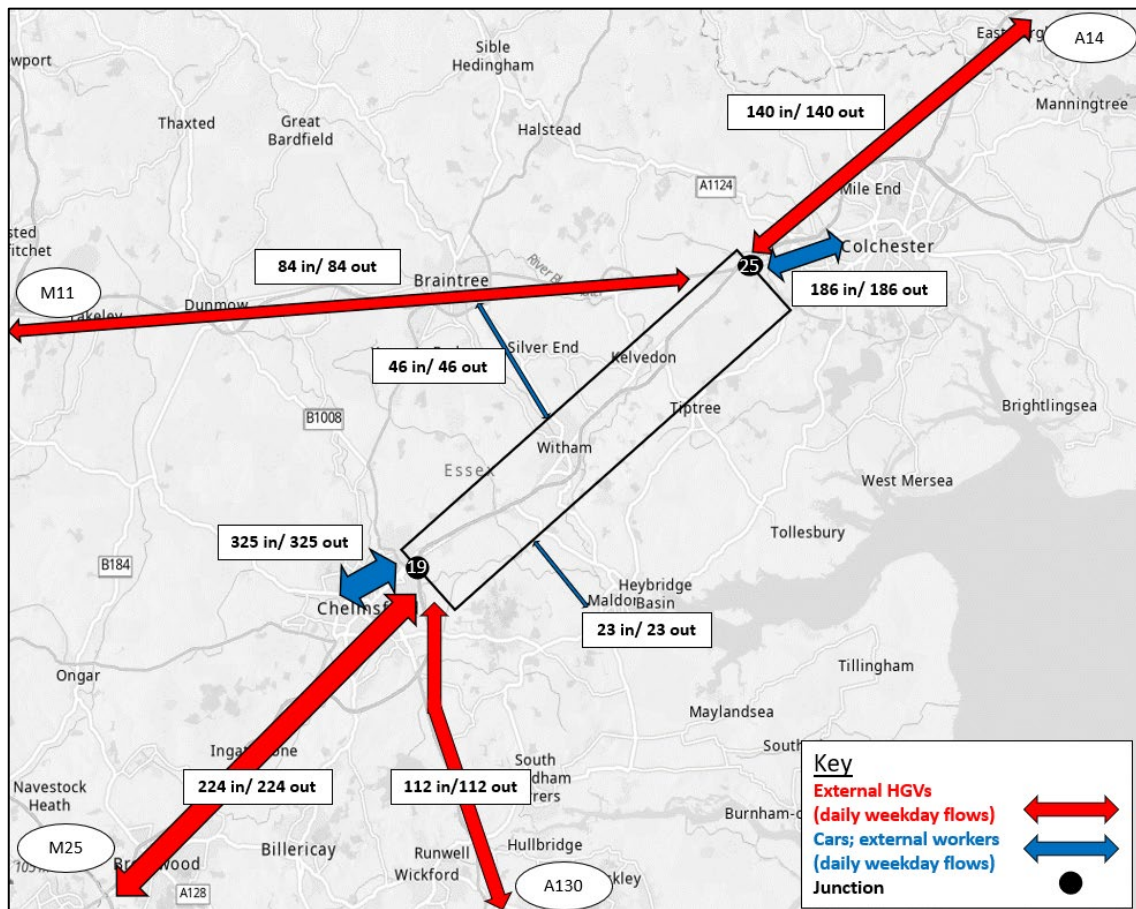 A14
Sible
Hedingham
Manningtree
Thaxted
Great
Bardfield
Halstead
140 in/ 140 out
A1124
Mile End
Colchester
84 in/ 84 out
Braintree
25
M11
Dunmow
186 in/ 186 out
46 in/ 46 out
Silver End
Kelvedon
Tiptree
Brightlingsea
B1008
Witham
Essex
West Mersea
Tollesbury
325 in/ 325 out
B184
19
Heybridge
Basin
23 in/ 23 out
Tillingham
Ongar
Maylandsea
South
224 in/ 224 out
112 in/112 out
Navestock
Heath
M25
Billericay
Runwell
Wickford
Hullbridge
A128
A130
Key
External HGVs
(daily weekday flows)
Cars; external workers
(daily weekday flows)
Junction